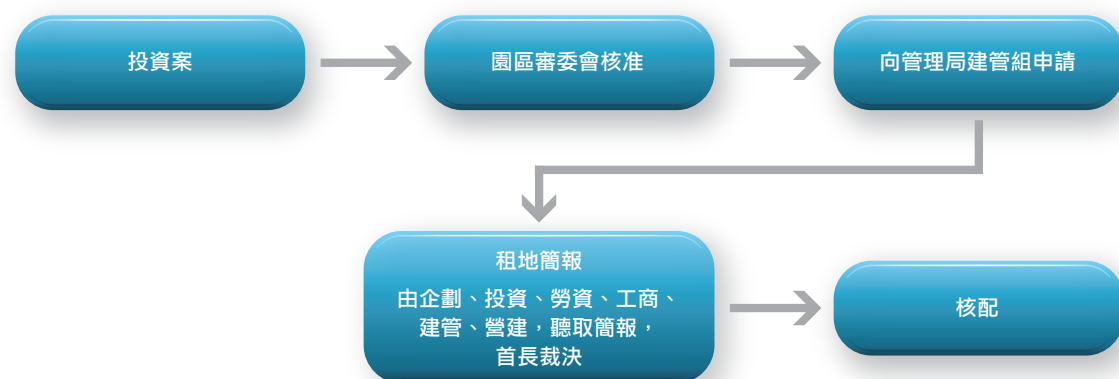 投資案
園區審委會核准
向管理局建管組申請
租地簡報
由企劃、投資、勞資、工商、
建管、營建，聽取簡報，
首長裁決
核配